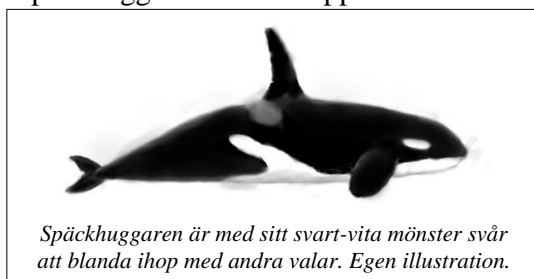 Späckhuggaren är med sitt svart-vita mönster svår
att blanda ihop med andra valar. Egen illustration.